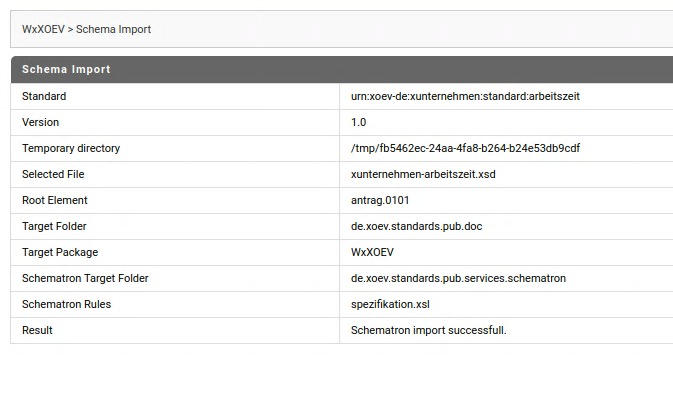 WxXOEV > Schema Import
Schema Import
Standard urn:xoev-de:xunternehmen:standard:arbeitszeit
Version 1.0
Temporary directory /tmp/fb5462ec-24aa-4fa8-b264-b24e53db9cdf
Selected File xunternehmen-arbeitszeit.xsd
Root Element antrag.0101
Target Folder de.xoev.standards.pub.doc
Target Package WxXOEV
Schematron Target Folder de.xoev.standards.pub.services.schematron
Schematron Rules spezifikation.xsl
Result Schematron import successfull.